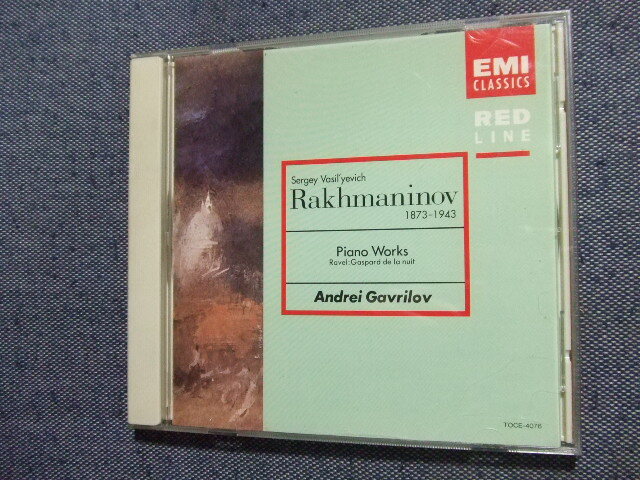 EMI
CLASSICS
RED
LINE
Sergey Vasil'yevich
Rakhmaninov
1873-1943
Piano Works
Ravel:Gaspard de la nuit
Andrei Gavrilov
TOCE-4076